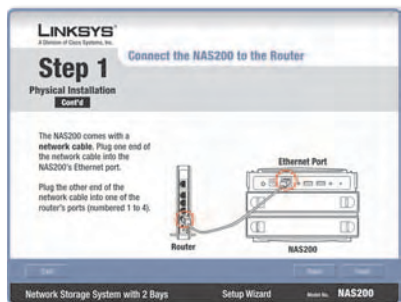 LINKSYS®
A Division of Cisco Systems, Inc.
Connect the NAS200 to the Router
Step 1
Physical Installation
Cont'd
The NAS200 comes with a
network cable. Plug one end of
the network cable into the
NAS200's Ethernet port.
Plug the other end of the
network cable into one of the
router's ports (numbered 1 to 4).
Ethernet Port
Router
NAS200
Network Storage System with 2 Bays
Setup Wizard
Model No.
NAS200